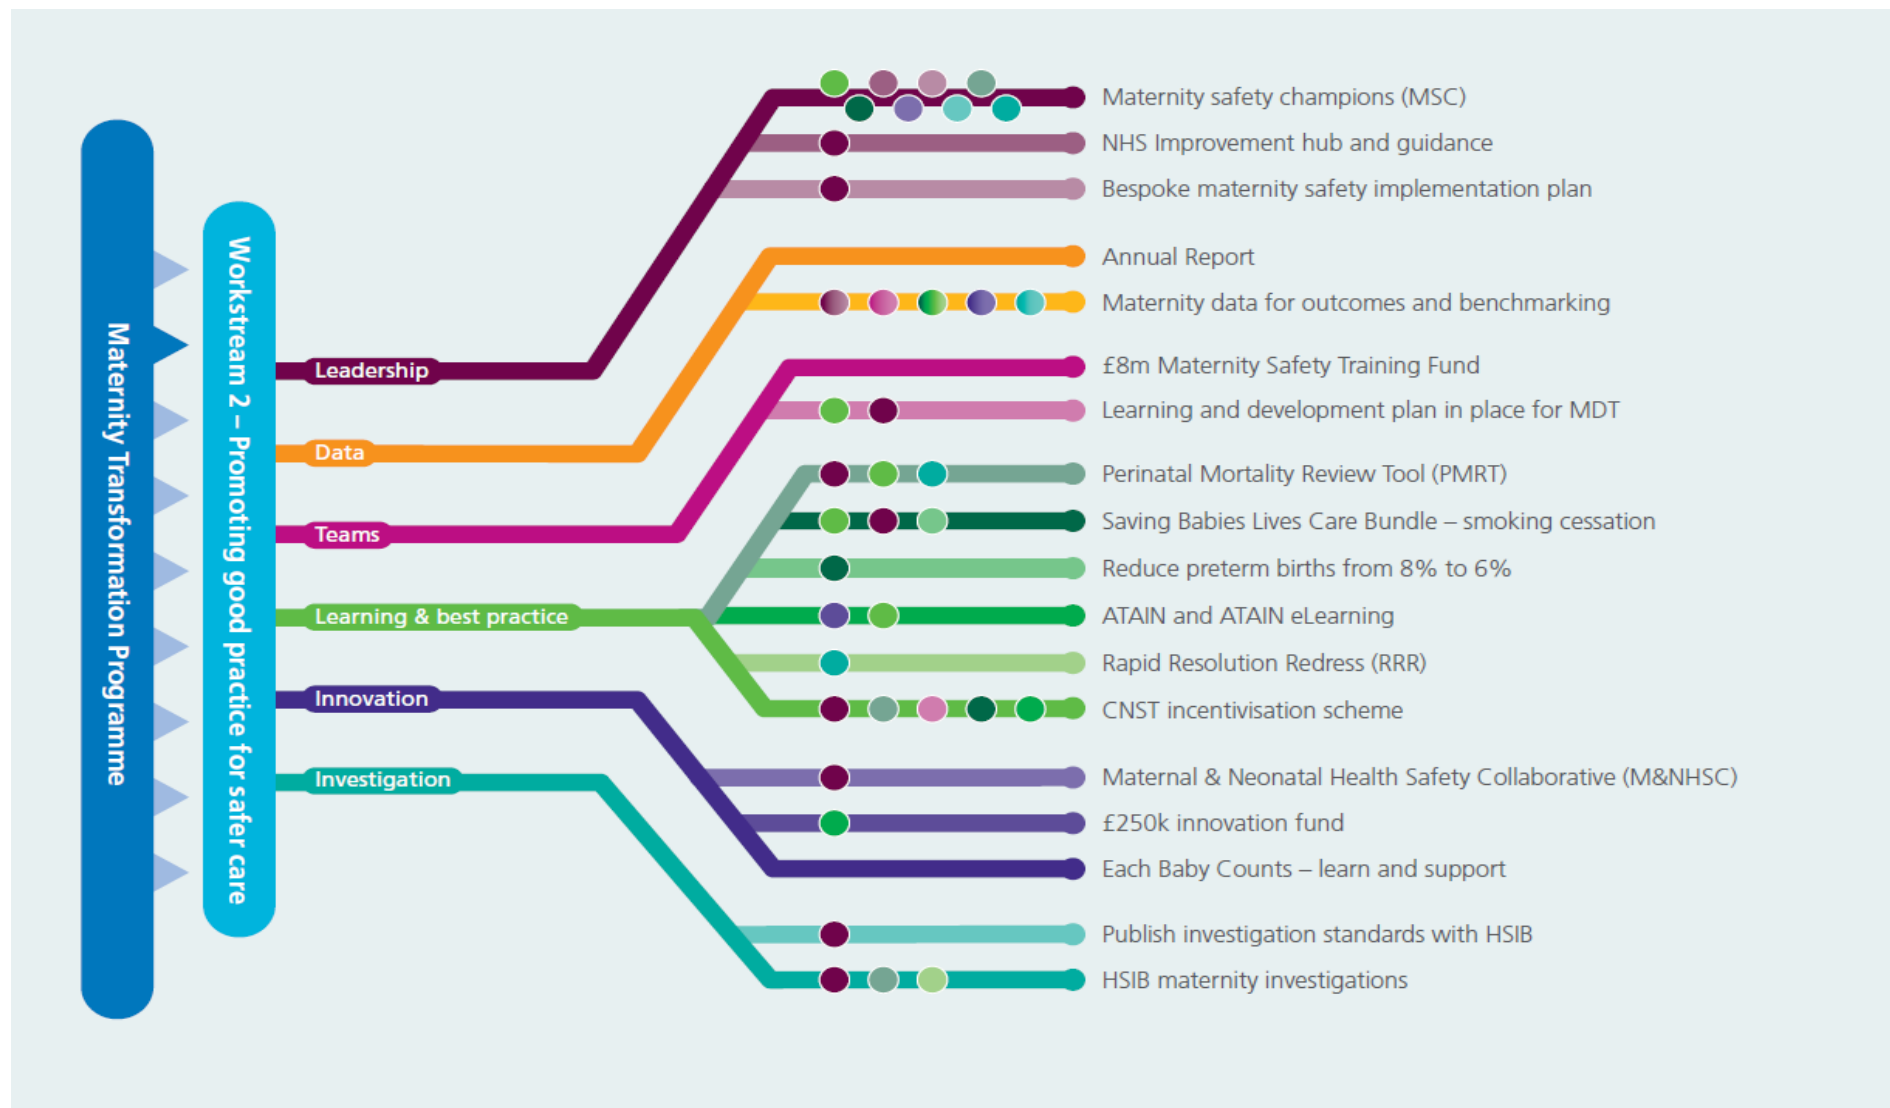 Maternity Transformation Programme
Workstream 2 – Promoting good practice for safer care
Leadership
Maternity safety champions (MSC)
NHS Improvement hub and guidance
Bespoke maternity safety implementation plan
Data
Annual Report
Maternity data for outcomes and benchmarking
Teams
£8m Maternity Safety Training Fund
Learning and development plan in place for MDT
Learning & best practice
Perinatal Mortality Review Tool (PMRT)
Saving Babies Lives Care Bundle – smoking cessation
Reduce preterm births from 8% to 6%
ATAIN and ATAIN eLearning
Rapid Resolution Redress (RRR)
CNST incentivisation scheme
Innovation
Maternal & Neonatal Health Safety Collaborative (M&NHSC)
£250k innovation fund
Each Baby Counts – learn and support
Investigation
Publish investigation standards with HSIB
HSIB maternity investigations